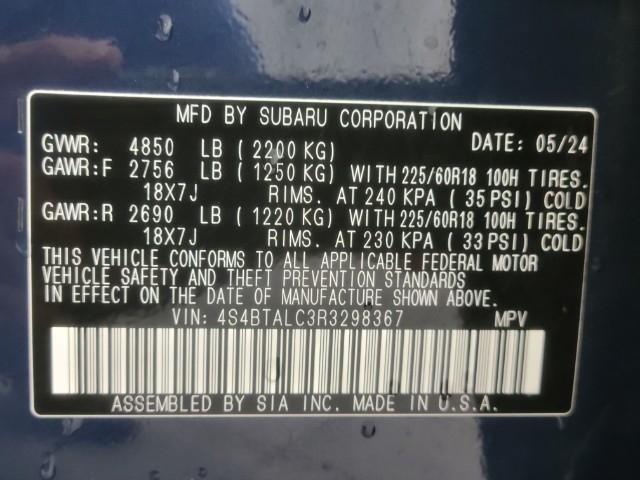 MFD BY SUBARU CORPORATION
GVWR: 4850 LB (2200 KG) DATE: 05/24
GAWR:F 2756 LB (1250 KG) WITH 225/60R18 100H TIRES.
18X7J RIMS. AT 240 KPA (35 PSI) COLD
GAWR:R 2690 LB (1220 KG) WITH 225/60R18 100H TIRES.
18X7J RIMS. AT 230 KPA (33 PSI) COLD
THIS VEHICLE CONFORMS TO ALL APPLICABLE FEDERAL MOTOR
VEHICLE SAFETY AND THEFT PREVENTION STANDARDS
IN EFFECT ON THE DATE OF MANUFACTURE SHOWN ABOVE.
VIN: 4S4BTALC3R3298367 MPV
ASSEMBLED BY SIA INC. MADE IN U.S.A.